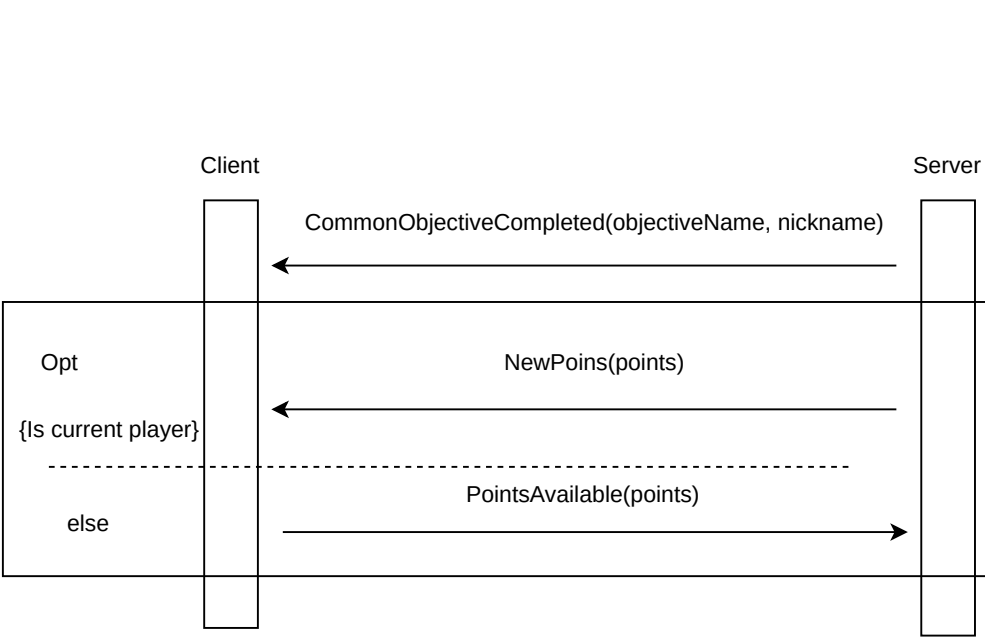 Client
Server
CommonObjectiveCompleted(objectiveName, nickname)
Opt
NewPoins(points)
{Is current player}
PointsAvailable(points)
else